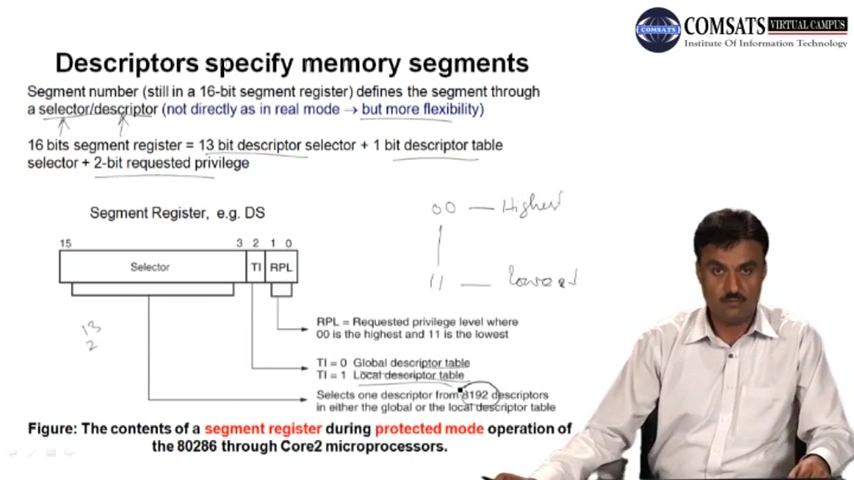 COMSATS VIRTUAL CAMPUS
COMSATS
Institute Of Information Technology
Descriptors specify memory segments
Segment number (still in a 16-bit segment register) defines the segment through
a selector/descriptor (not directly as in real mode → but more flexibility)
16 bits segment register = 13 bit descriptor selector + 1 bit descriptor table
selector + 2-bit requested privilege
00 — Highest
Segment Register, e.g. DS
15 3 2 1 0
Selector TI RPL
11 — lowest
13
2
RPL = Requested privilege level where
00 is the highest and 11 is the lowest
TI = 0 Global descriptor table
TI = 1 Local descriptor table
Selects one descriptor from 8192 descriptors
in either the global or the local descriptor table
Figure: The contents of a segment register during protected mode operation of
the 80286 through Core2 microprocessors.